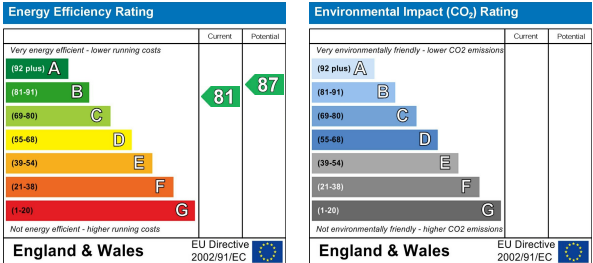 Energy Efficiency Rating
Current Potential
Very energy efficient - lower running costs
(92 plus) A
(81-91) B
(69-80) C
(55-68) D
(39-54) E
(21-38) F
(1-20) G
81
87
Not energy efficient - higher running costs
England & Wales
EU Directive
2002/91/EC
Environmental Impact (CO2) Rating
Current Potential
Very environmentally friendly - lower CO2 emissions
(92 plus) A
(81-91) B
(69-80) C
(55-68) D
(39-54) E
(21-38) F
(1-20) G
Not environmentally friendly - higher CO2 emissions
England & Wales
EU Directive
2002/91/EC